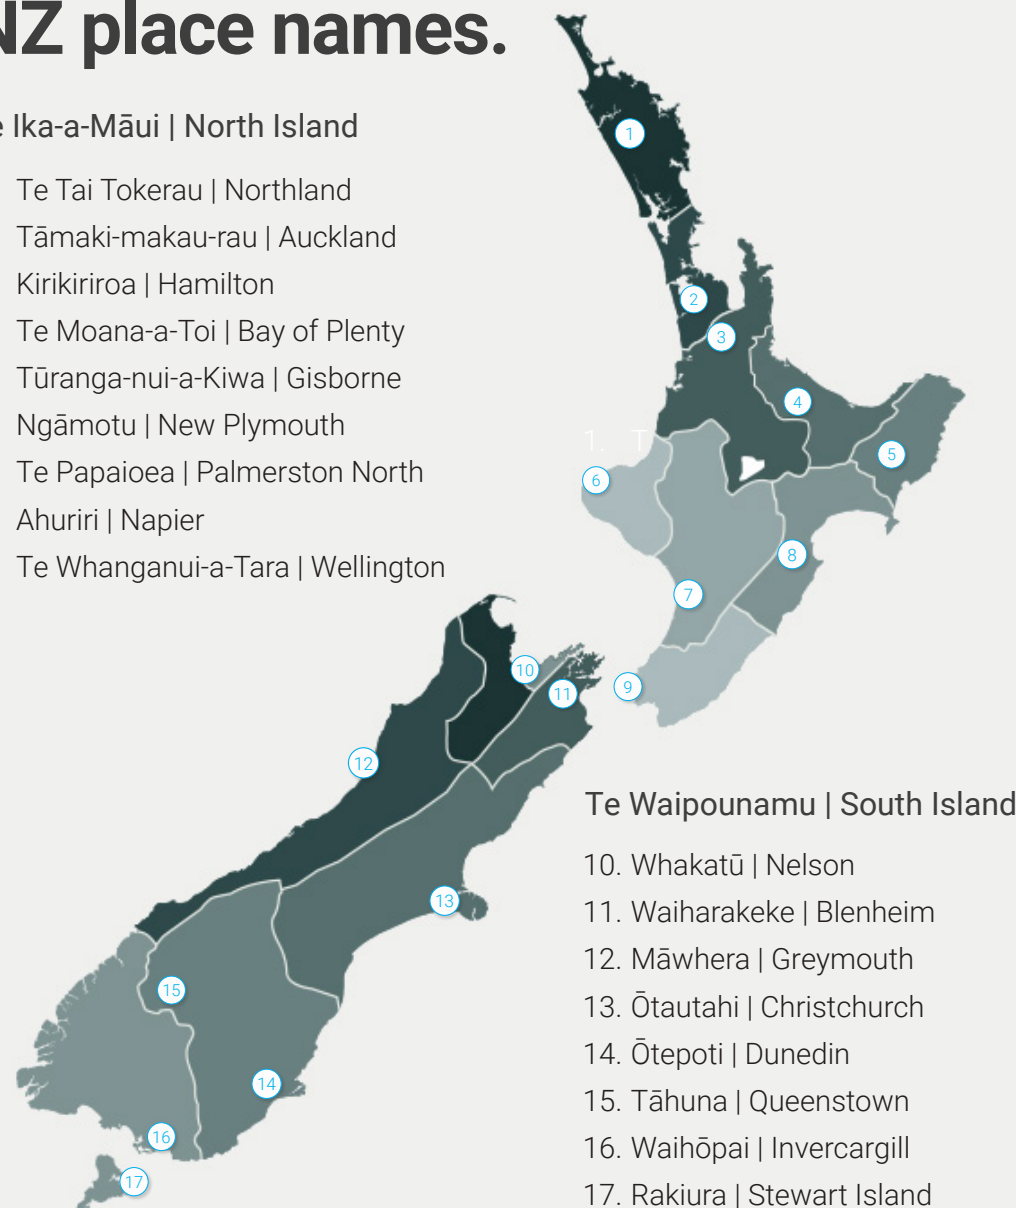 NZ place names.
e Ika-a-Māui | North Island
Te Tai Tokerau | Northland
Tāmaki-makau-rau | Auckland
Kirikiriroa | Hamilton
Te Moana-a-Toi | Bay of Plenty
Tūranga-nui-a-Kiwa | Gisborne
Ngāmotu | New Plymouth
Te Papaioea | Palmerston North
Ahuriri | Napier
Te Whanganui-a-Tara | Wellington
1
2
3
4
1. T
5
6
8
7
10
9
11
12
Te Waipounamu | South Island
10. Whakatū | Nelson
11. Waiharakeke | Blenheim
12. Māwhera | Greymouth
13. Ōtautahi | Christchurch
14. Ōtepoti | Dunedin
15. Tāhuna | Queenstown
16. Waihōpai | Invercargill
17. Rakiura | Stewart Island
13
15
14
16
17